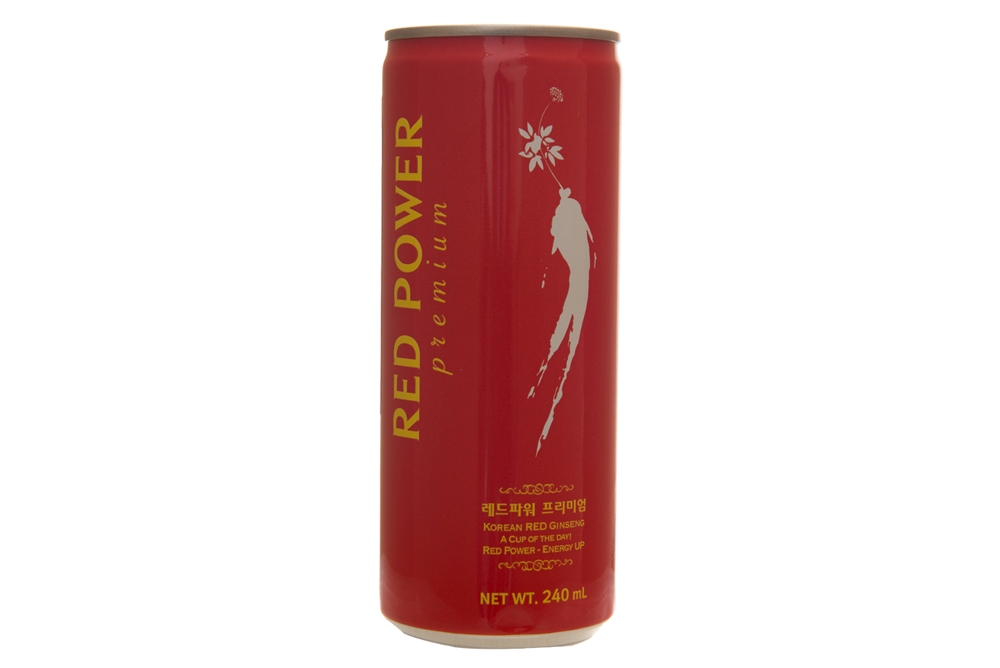 RED POWER
premium
레드파워 프리미엄
KOREAN RED GINSENG
A CUP OF THE DAY!
RED POWER - ENERGY UP
NET WT. 240 mL